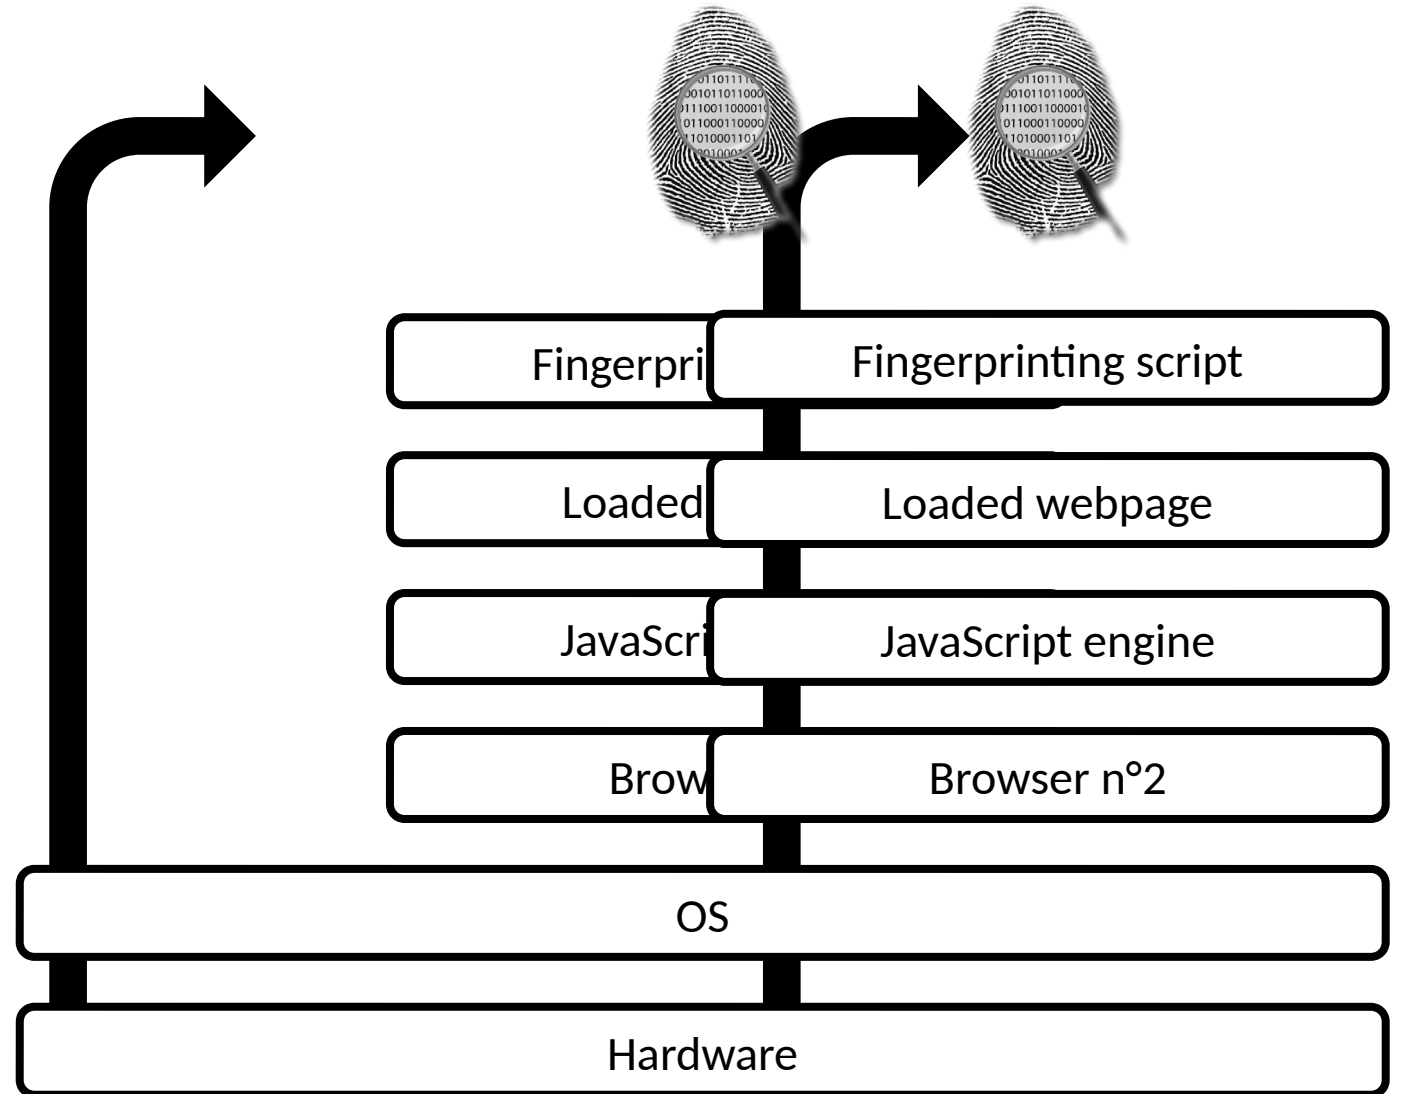 Fingerpri
Fingerprinting script
Loaded
Loaded webpage
JavaScri
JavaScript engine
Brow
Browser n°2
OS
Hardware